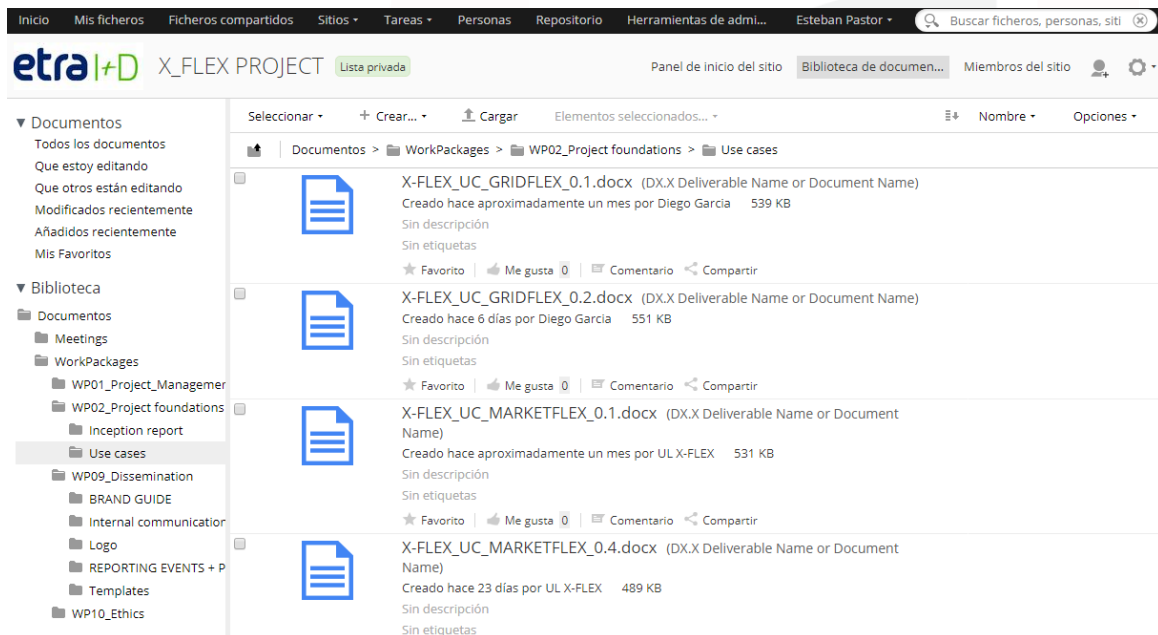 Inicio Mis ficheros Ficheros compartidos Sitios Tareas Personas Repositorio Herramientas de admi... Esteban Pastor Buscar ficheros, personas, siti
etra I+D X_FLEX PROJECT Lista privada Panel de inicio del sitio Biblioteca de documen... Miembros del sitio
Documentos
Todos los documentos
Que estoy editando
Que otros están editando
Modificados recientemente
Añadidos recientemente
Mis Favoritos
Biblioteca
Documentos
Meetings
WorkPackages
WP01_Project_Managemer
WP02_Project foundations
Inception report
Use cases
WP09_Dissemination
BRAND GUIDE
Internal communication
Logo
REPORTING EVENTS + P
Templates
WP10_Ethics
Seleccionar + Crear... Cargar Elementos seleccionados... Nombre Opciones
Documentos > WorkPackages > WP02_Project foundations > Use cases
X-FLEX_UC_GRIDFLEX_0.1.docx (DX.X Deliverable Name or Document Name)
Creado hace aproximadamente un mes por Diego Garcia 539 KB
Sin descripción
Sin etiquetas
Favorito Me gusta 0 Comentario Compartir
X-FLEX_UC_GRIDFLEX_0.2.docx (DX.X Deliverable Name or Document Name)
Creado hace 6 días por Diego Garcia 551 KB
Sin descripción
Sin etiquetas
Favorito Me gusta 0 Comentario Compartir
X-FLEX_UC_MARKETFLEX_0.1.docx (DX.X Deliverable Name or Document
Name)
Creado hace aproximadamente un mes por UL X-FLEX 531 KB
Sin descripción
Sin etiquetas
Favorito Me gusta 0 Comentario Compartir
X-FLEX_UC_MARKETFLEX_0.4.docx (DX.X Deliverable Name or Document
Name)
Creado hace 23 días por UL X-FLEX 489 KB
Sin descripción
Sin etiquetas